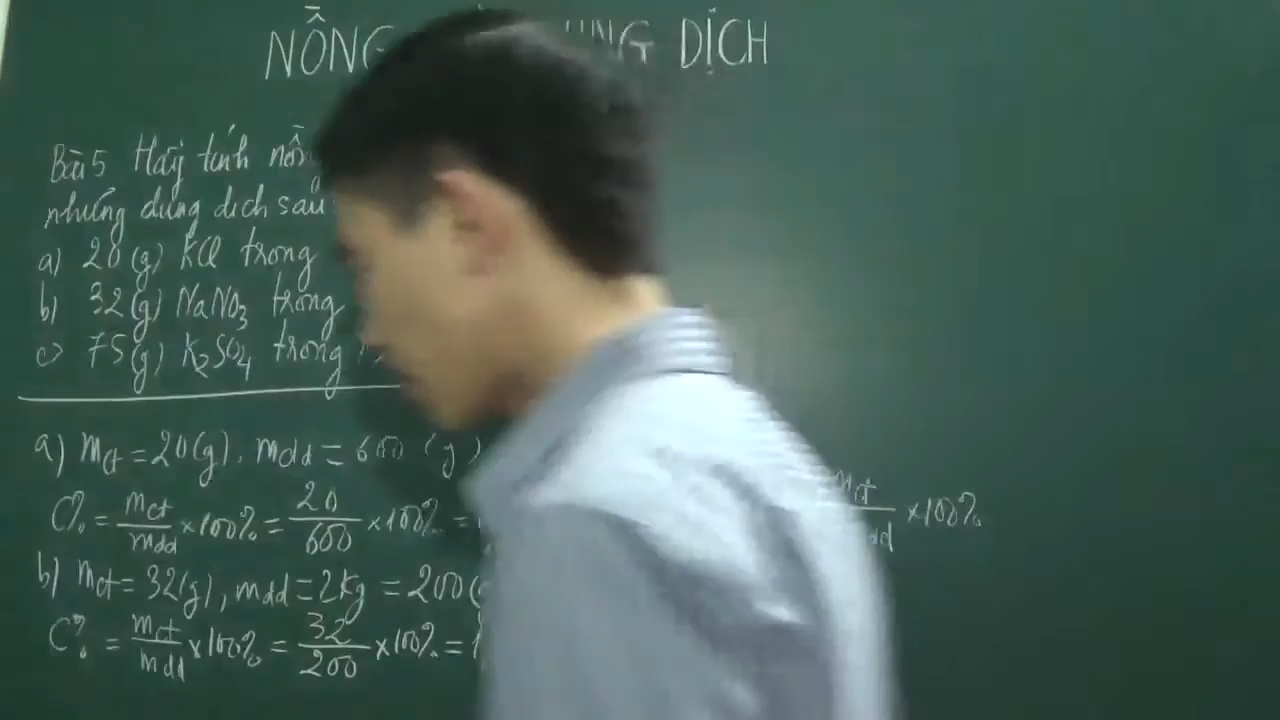 NỒNG DUNG DỊCH
Bài 5 Hãy tính nồng
những dung dịch sau
a) 20(g) KCl trong
b) 32(g) NaNO₃ trong
c) 75(g) K₂SO₄ trong
a) mct = 20(g), mdd = 600 (g)
C% = mct/mdd × 100% = 20/600 × 100% =
mct/mdd × 100%
b) mct = 32(g), mdd = 2kg = 200(
C% = mct/mdd × 100% = 32/200 × 100% =